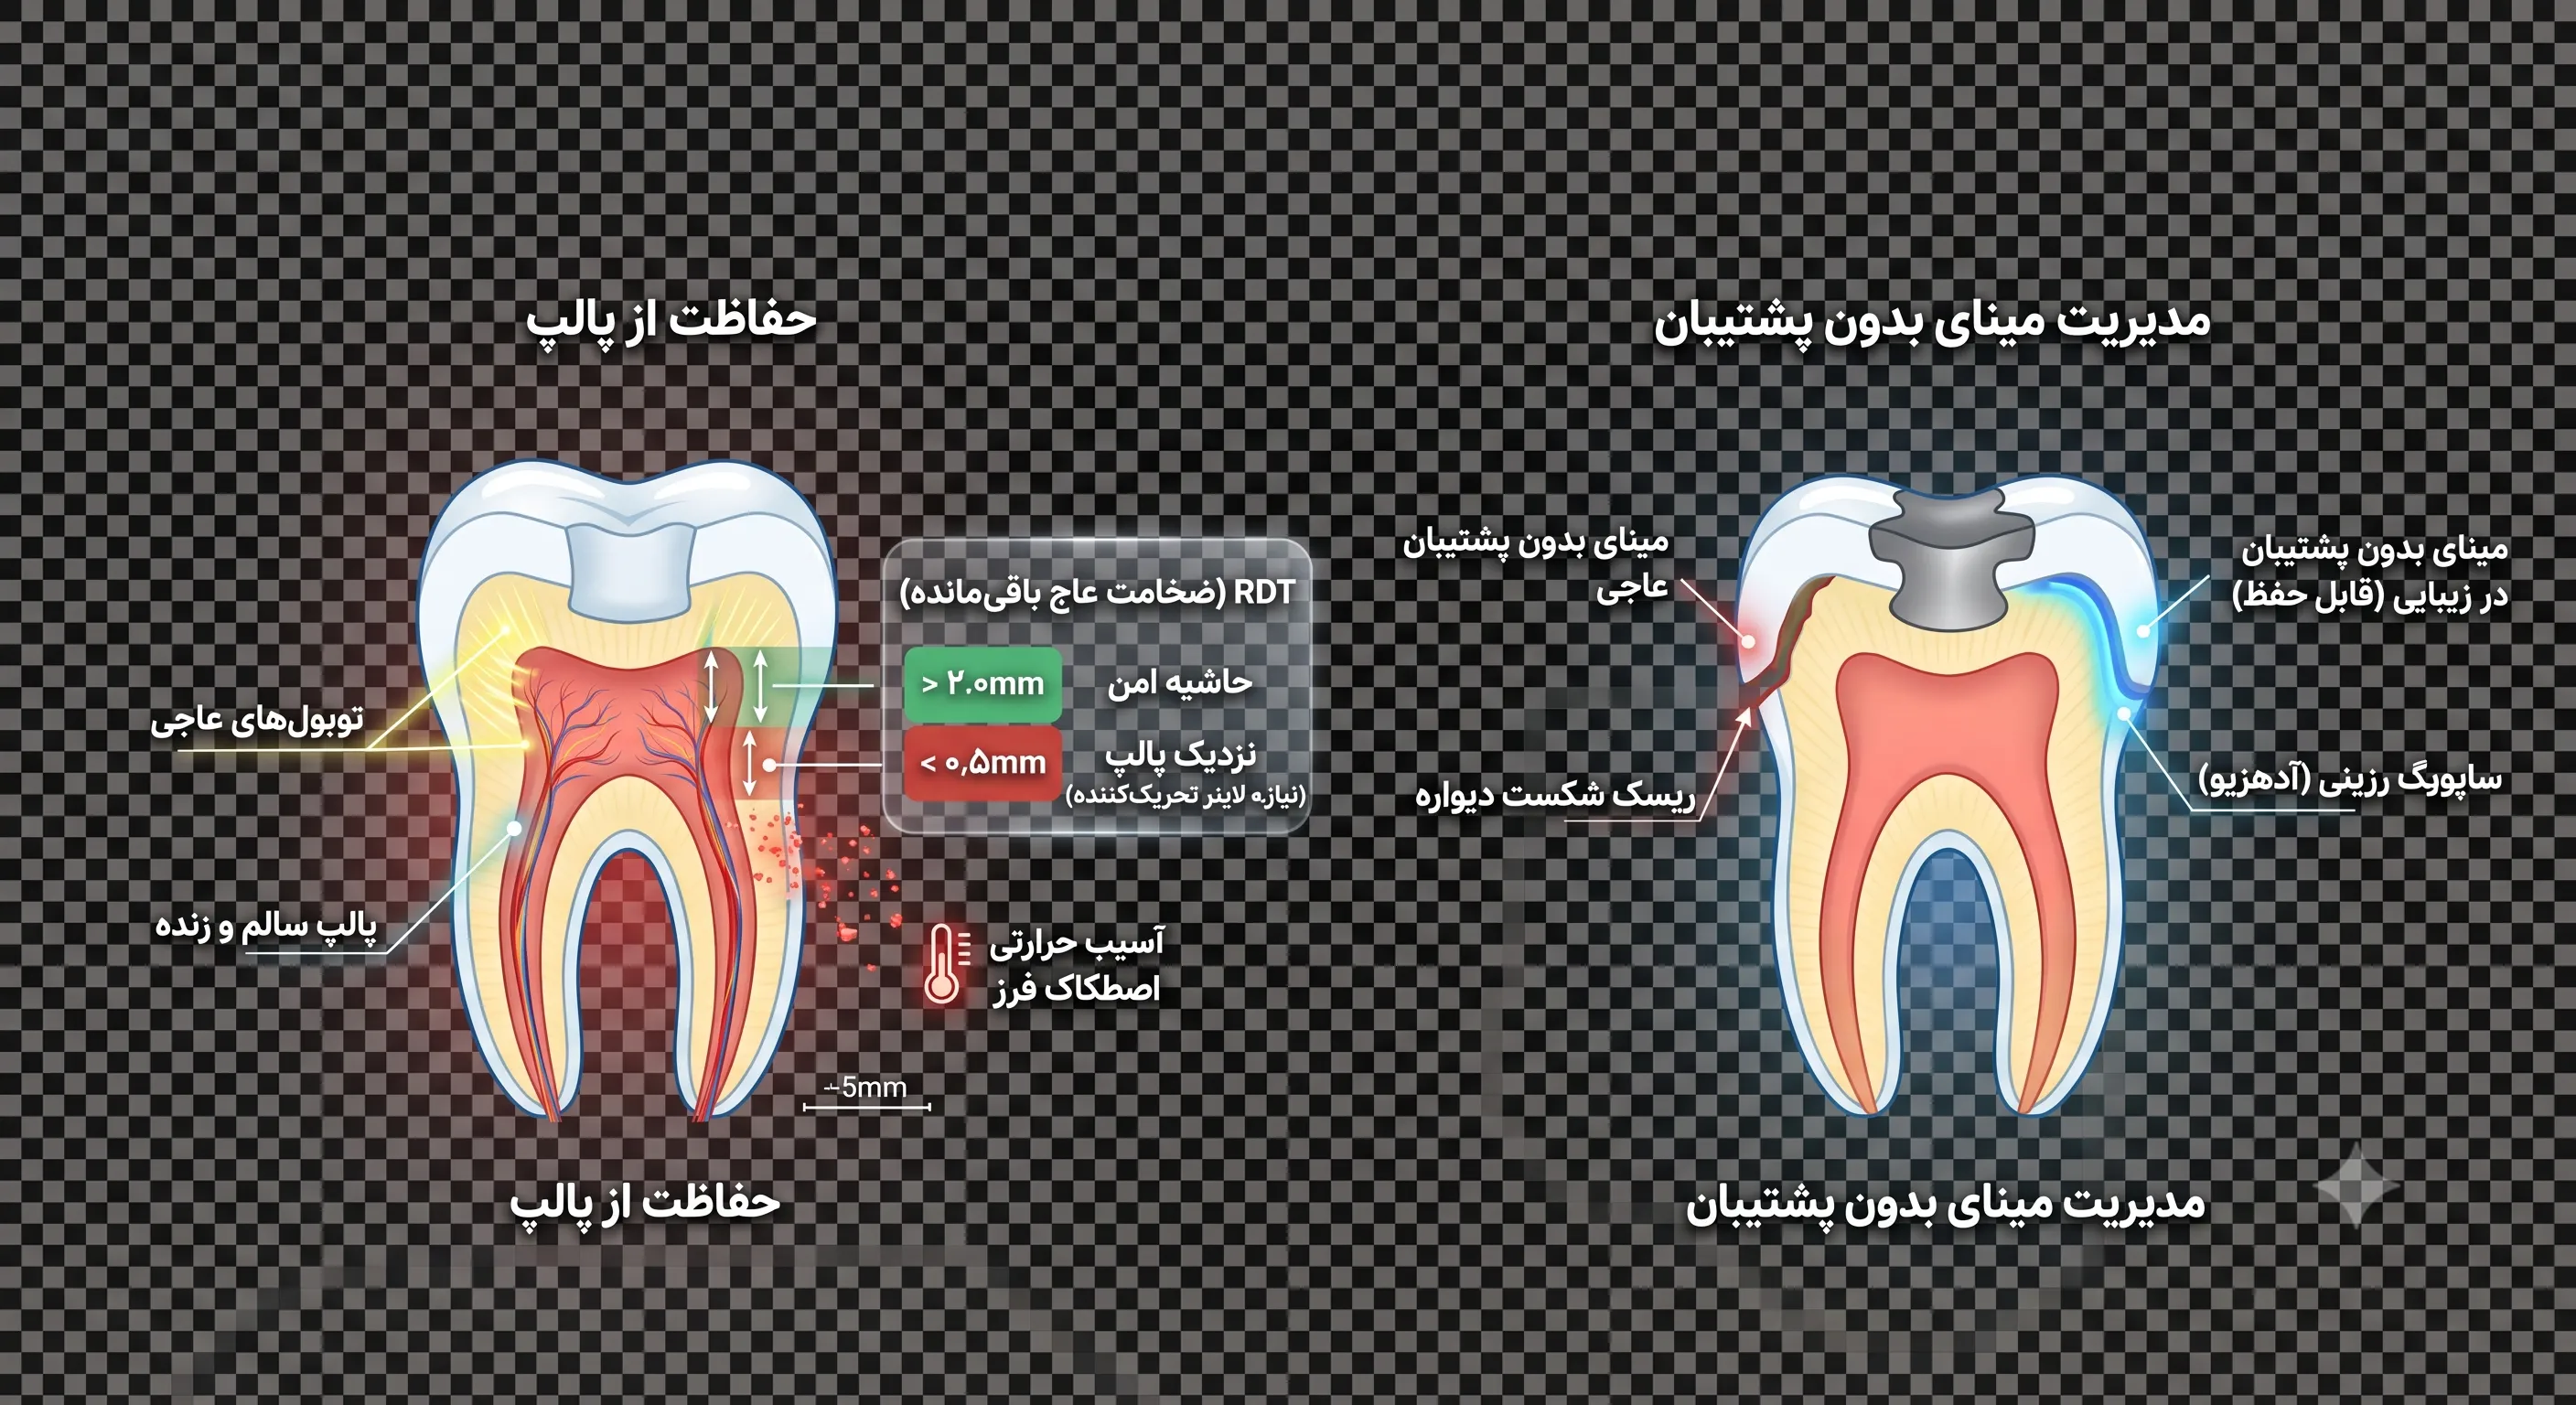 مدیریت مینای بدون پشتیبان
حفاظت از پالپ
مینای بدون پشتیبان
در زیبایی (قابل حفظ)
ساپورگ رزینی (آدهزیو)
مینای بدون پشتیبان
عاجی
ریسک شکست دیواره
RDT (ضخامت عاج باقی‌مانده)
حاشیه امن
> ۲.۰mm
نزدیک پالپ
< ۰,۵mm
(نیازه لاینر تحریک‌کننده)
آسیب حرارتی
اصطکاک فرز
5mm
توبول‌های عاجی
پالپ سالم و زنده
مدیریت مینای بدون پشتیبان
حفاظت از پالپ